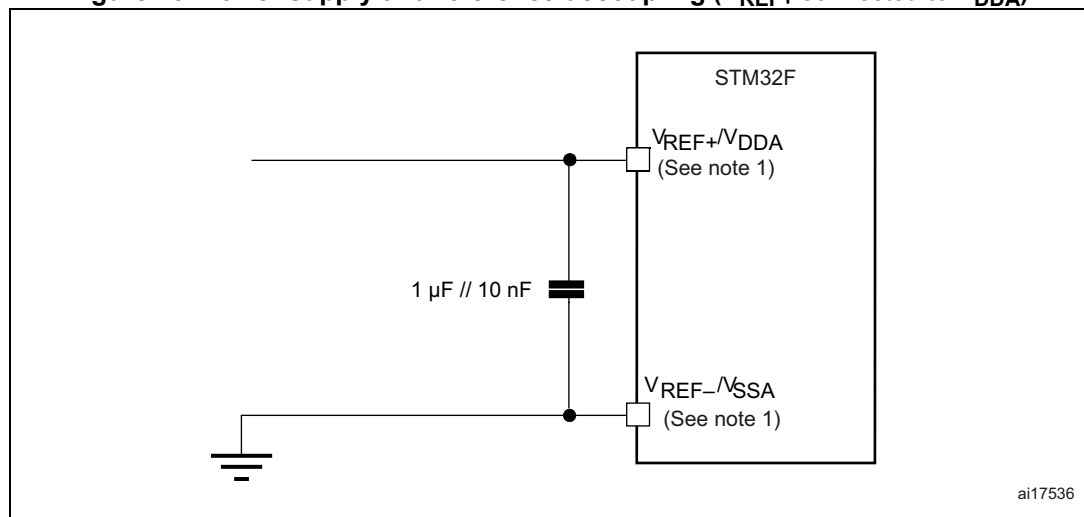 STM32F
VREF+/VDDA
(See note 1)
1 µF // 10 nF
VREF–/VSSA
(See note 1)
ai17536